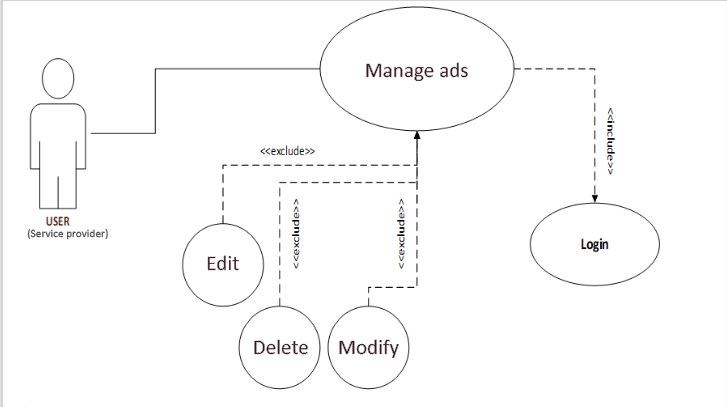 Manage ads
<<include>>
<<exclude>>
<<exclude>>
<<exclude>>
USER
(Service provider)
Edit
Login
Delete
Modify